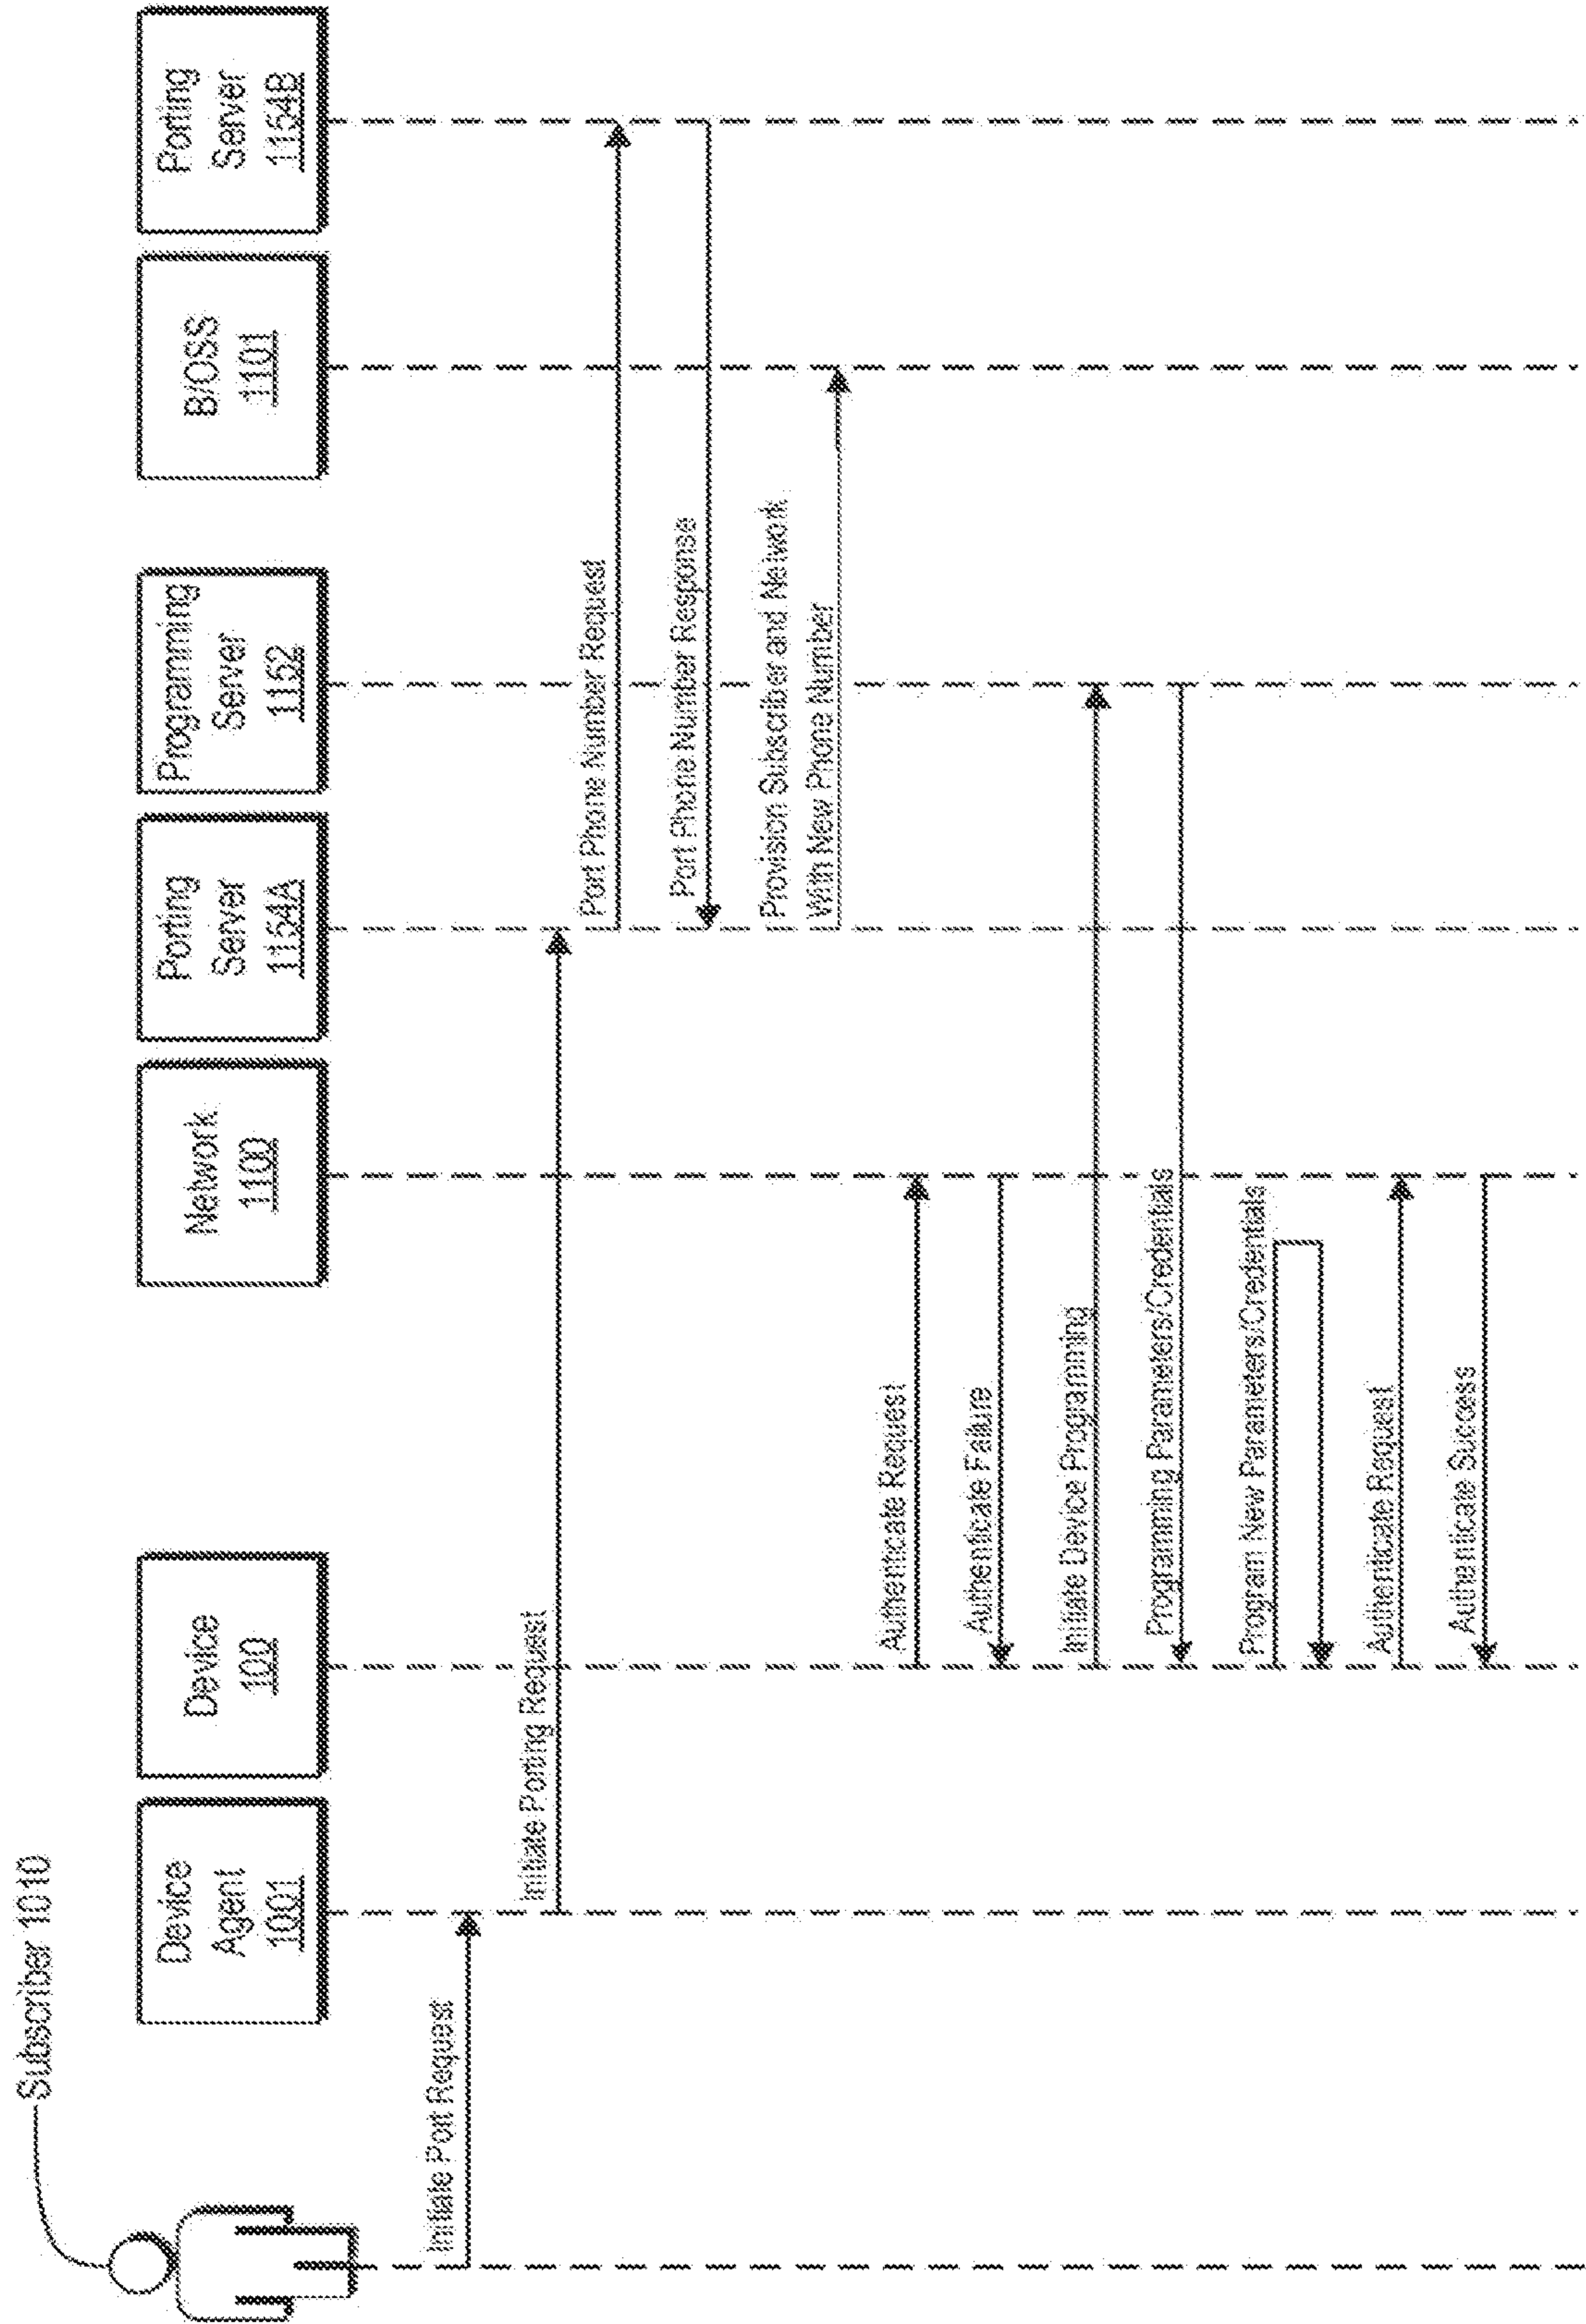 Subscriber 1010
Device
Agent
1001
Device
100
Network
1100
Porting
Server
1154A
Programming
Server
1152
B/OSS
1101
Porting
Server
1154B
Initiate Port Request
Initiate Porting Request
Port Phone Number Request
Port Phone Number Response
Provision Subscriber and Network
With New Phone Number
Authenticate Request
Authenticate Failure
Initiate Device Programming
Programming Parameters/Credentials
Program New Parameters/Credentials
Authenticate Request
Authenticate Success